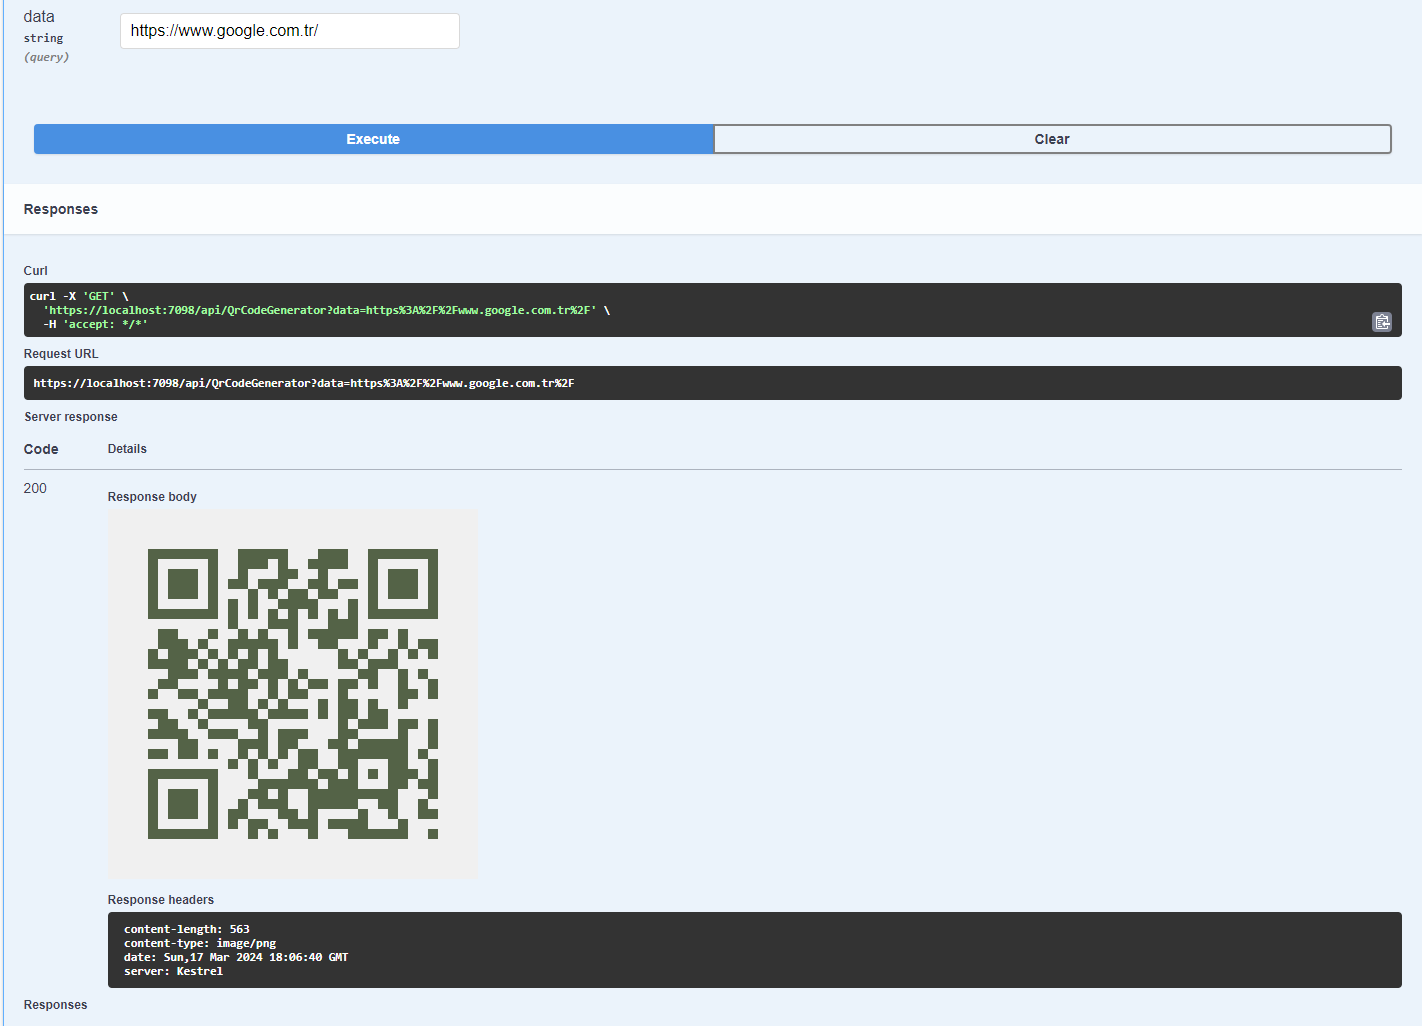 data
string
(query)
https://www.google.com.tr/
Execute
Clear
Responses
Curl
curl -X 'GET' \
'https://localhost:7098/api/QrCodeGenerator?data=https%3A%2F%2Fwww.google.com.tr%2F' \
-H 'accept: */*'
Request URL
https://localhost:7098/api/QrCodeGenerator?data=https%3A%2F%2Fwww.google.com.tr%2F
Server response
Code
Details
200
Response body
Response headers
content-length: 563
content-type: image/png
date: Sun,17 Mar 2024 18:06:40 GMT
server: Kestrel
Responses